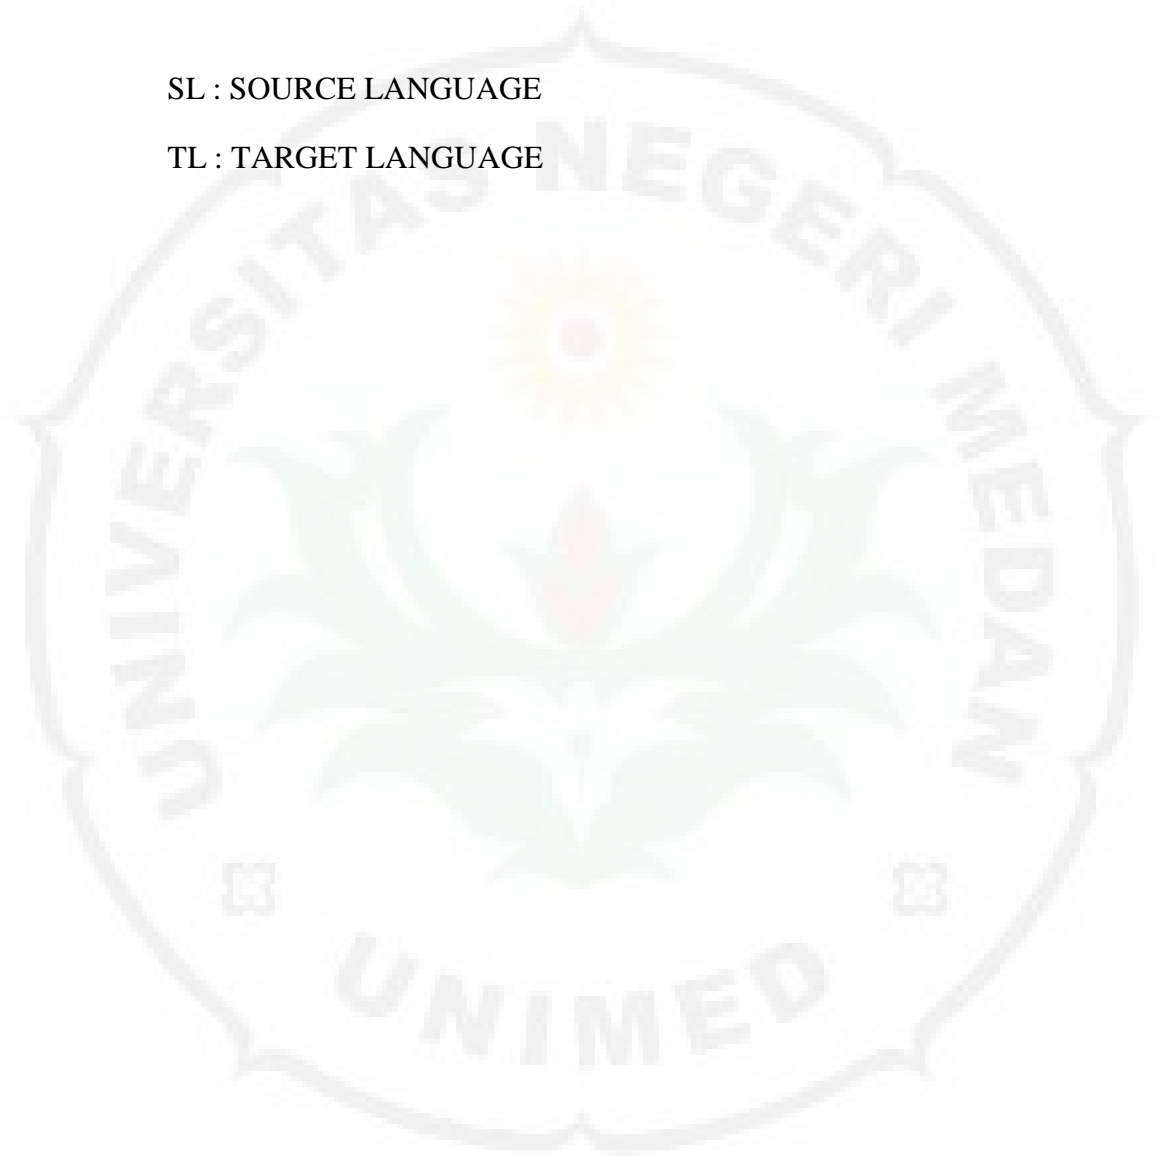 SL : SOURCE LANGUAGE
TL : TARGET LANGUAGE
UNIVERSITAS NEGERI MEDAN
UNIMED